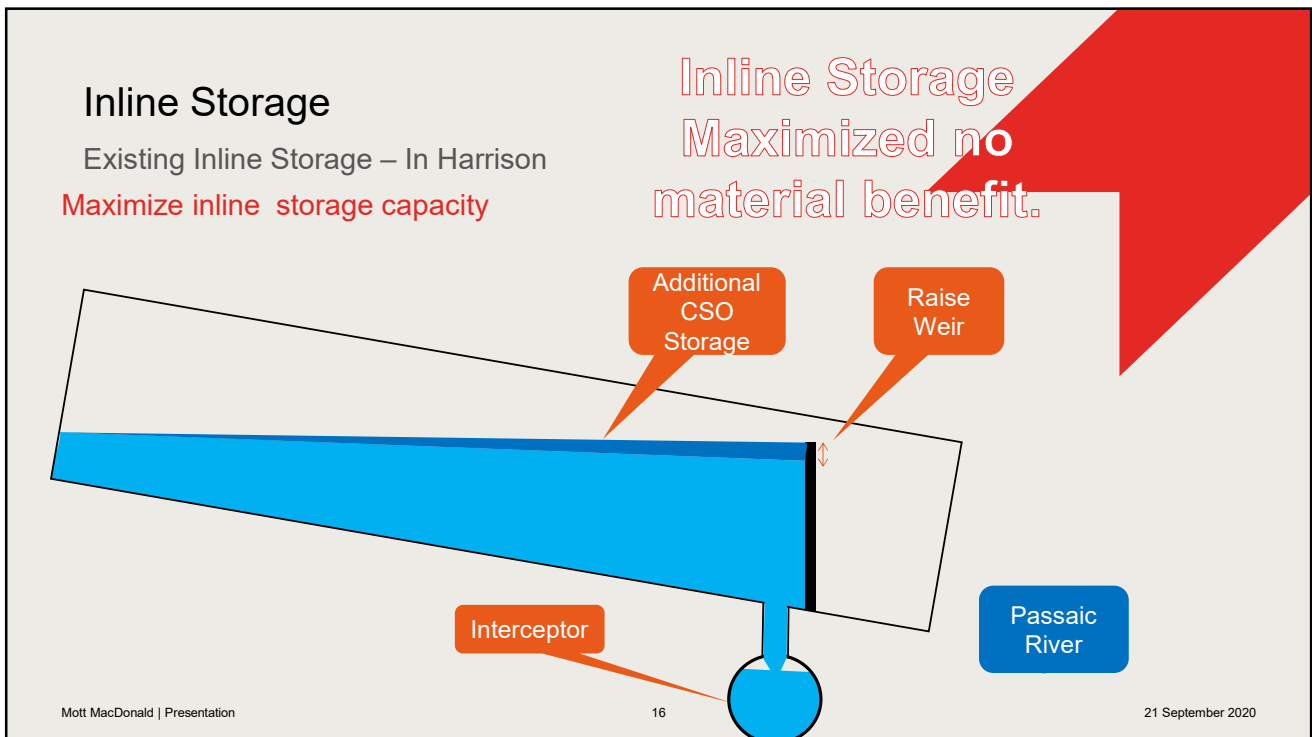 Inline Storage
Existing Inline Storage – In Harrison
Maximize inline storage capacity
Inline Storage
Maximized no
material benefit.
Additional
CSO
Storage
Raise
Weir
Interceptor
Passaic
River
Mott MacDonald | Presentation
16
21 September 2020